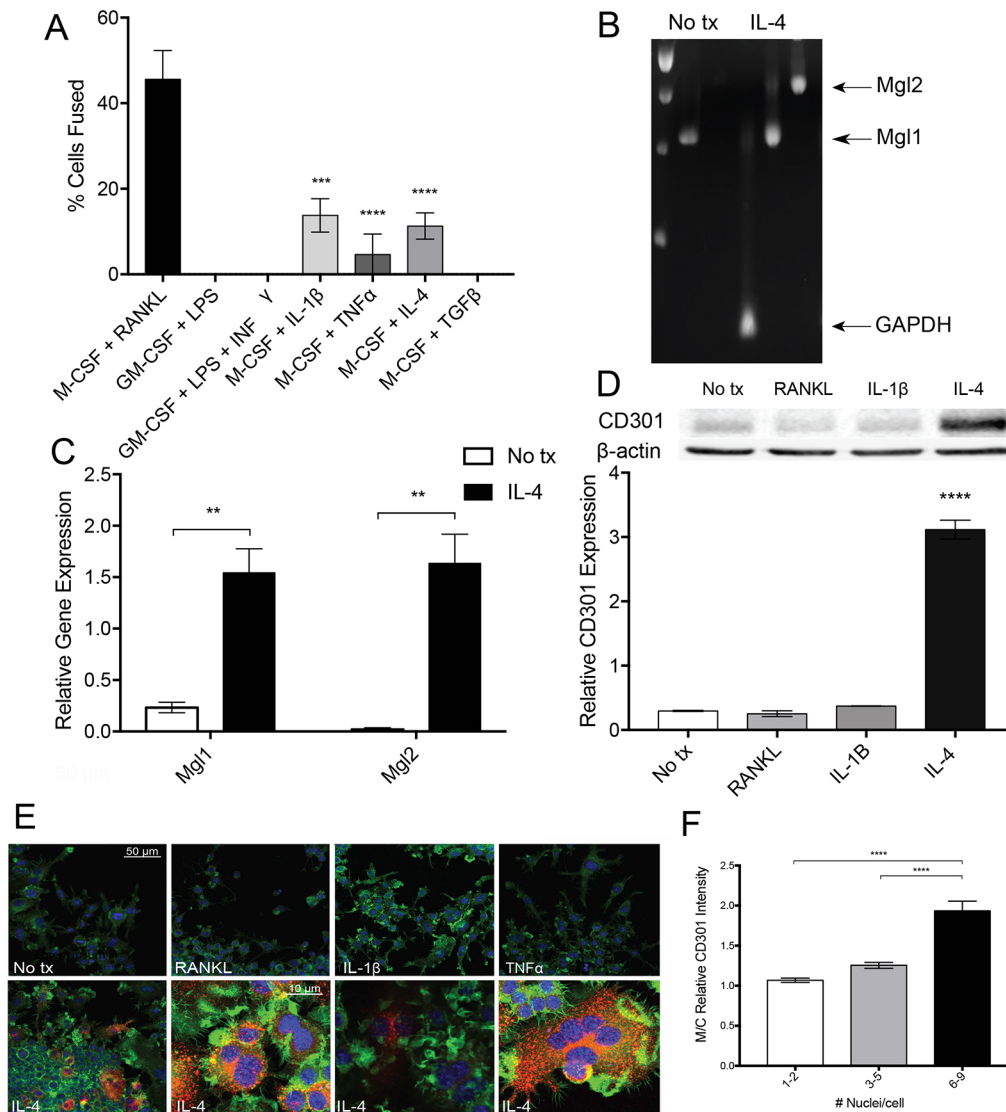 A
% Cells Fused
60
40
20
0
***
****
****
M-CSF + RANKL
GM-CSF + LPS
GM-CSF + LPS + INF γ
M-CSF + IL-1β
M-CSF + TNFα
M-CSF + IL-4
M-CSF + TGFβ
B
No tx IL-4
Mgl2
Mgl1
GAPDH
C
No tx
IL-4
Relative Gene Expression
2.5
2.0
1.5
1.0
0.5
0.0
**
**
Mgl1
Mgl2
50 μm
D
No tx RANKL IL-1β IL-4
CD301
β-actin
Relative CD301 Expression
4
3
2
1
0
****
No tx
RANKL
IL-1B
IL-4
E
50 μm
No tx
RANKL
IL-1β
TNFα
10 μm
IL-4
IL-4
IL-4
IL-4
F
M/C Relative CD301 Intensity
2.5
2.0
1.5
1.0
0.5
0.0
****
****
1-2
3-5
6-9
# Nuclei/cell